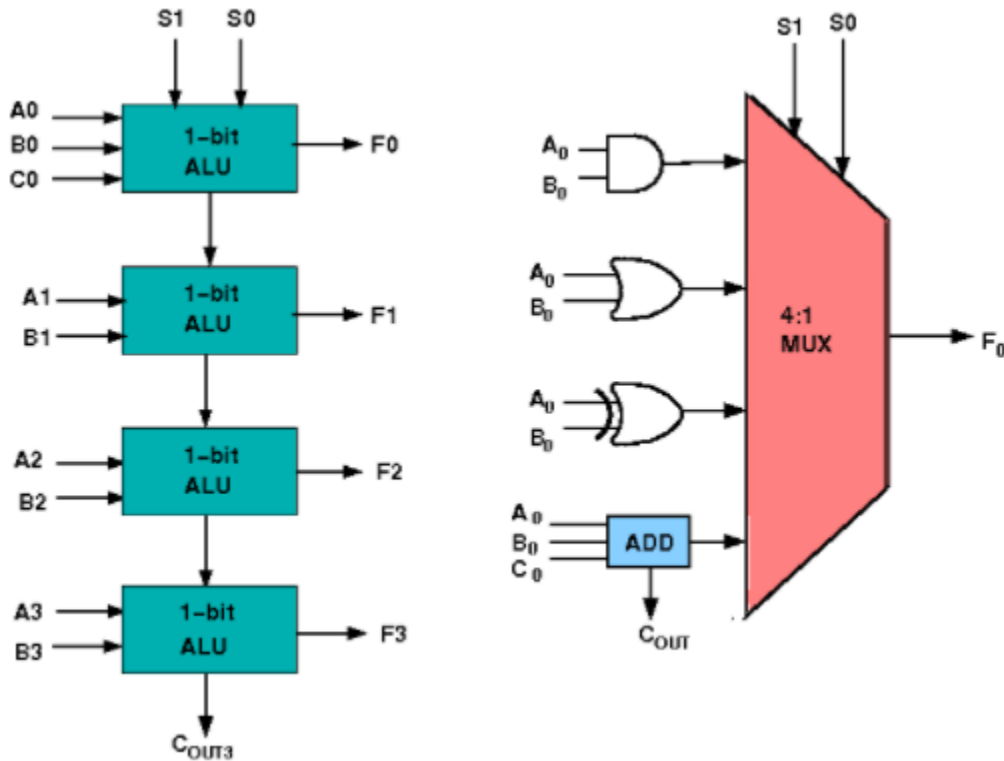 S1 S0
A0
B0
C0
1-bit
ALU
F0
A1
B1
1-bit
ALU
F1
A2
B2
1-bit
ALU
F2
A3
B3
1-bit
ALU
F3
COUT3
S1 S0
A0
B0
A0
B0
A0
B0
A0
B0
C0
ADD
COUT
4:1
MUX
F0